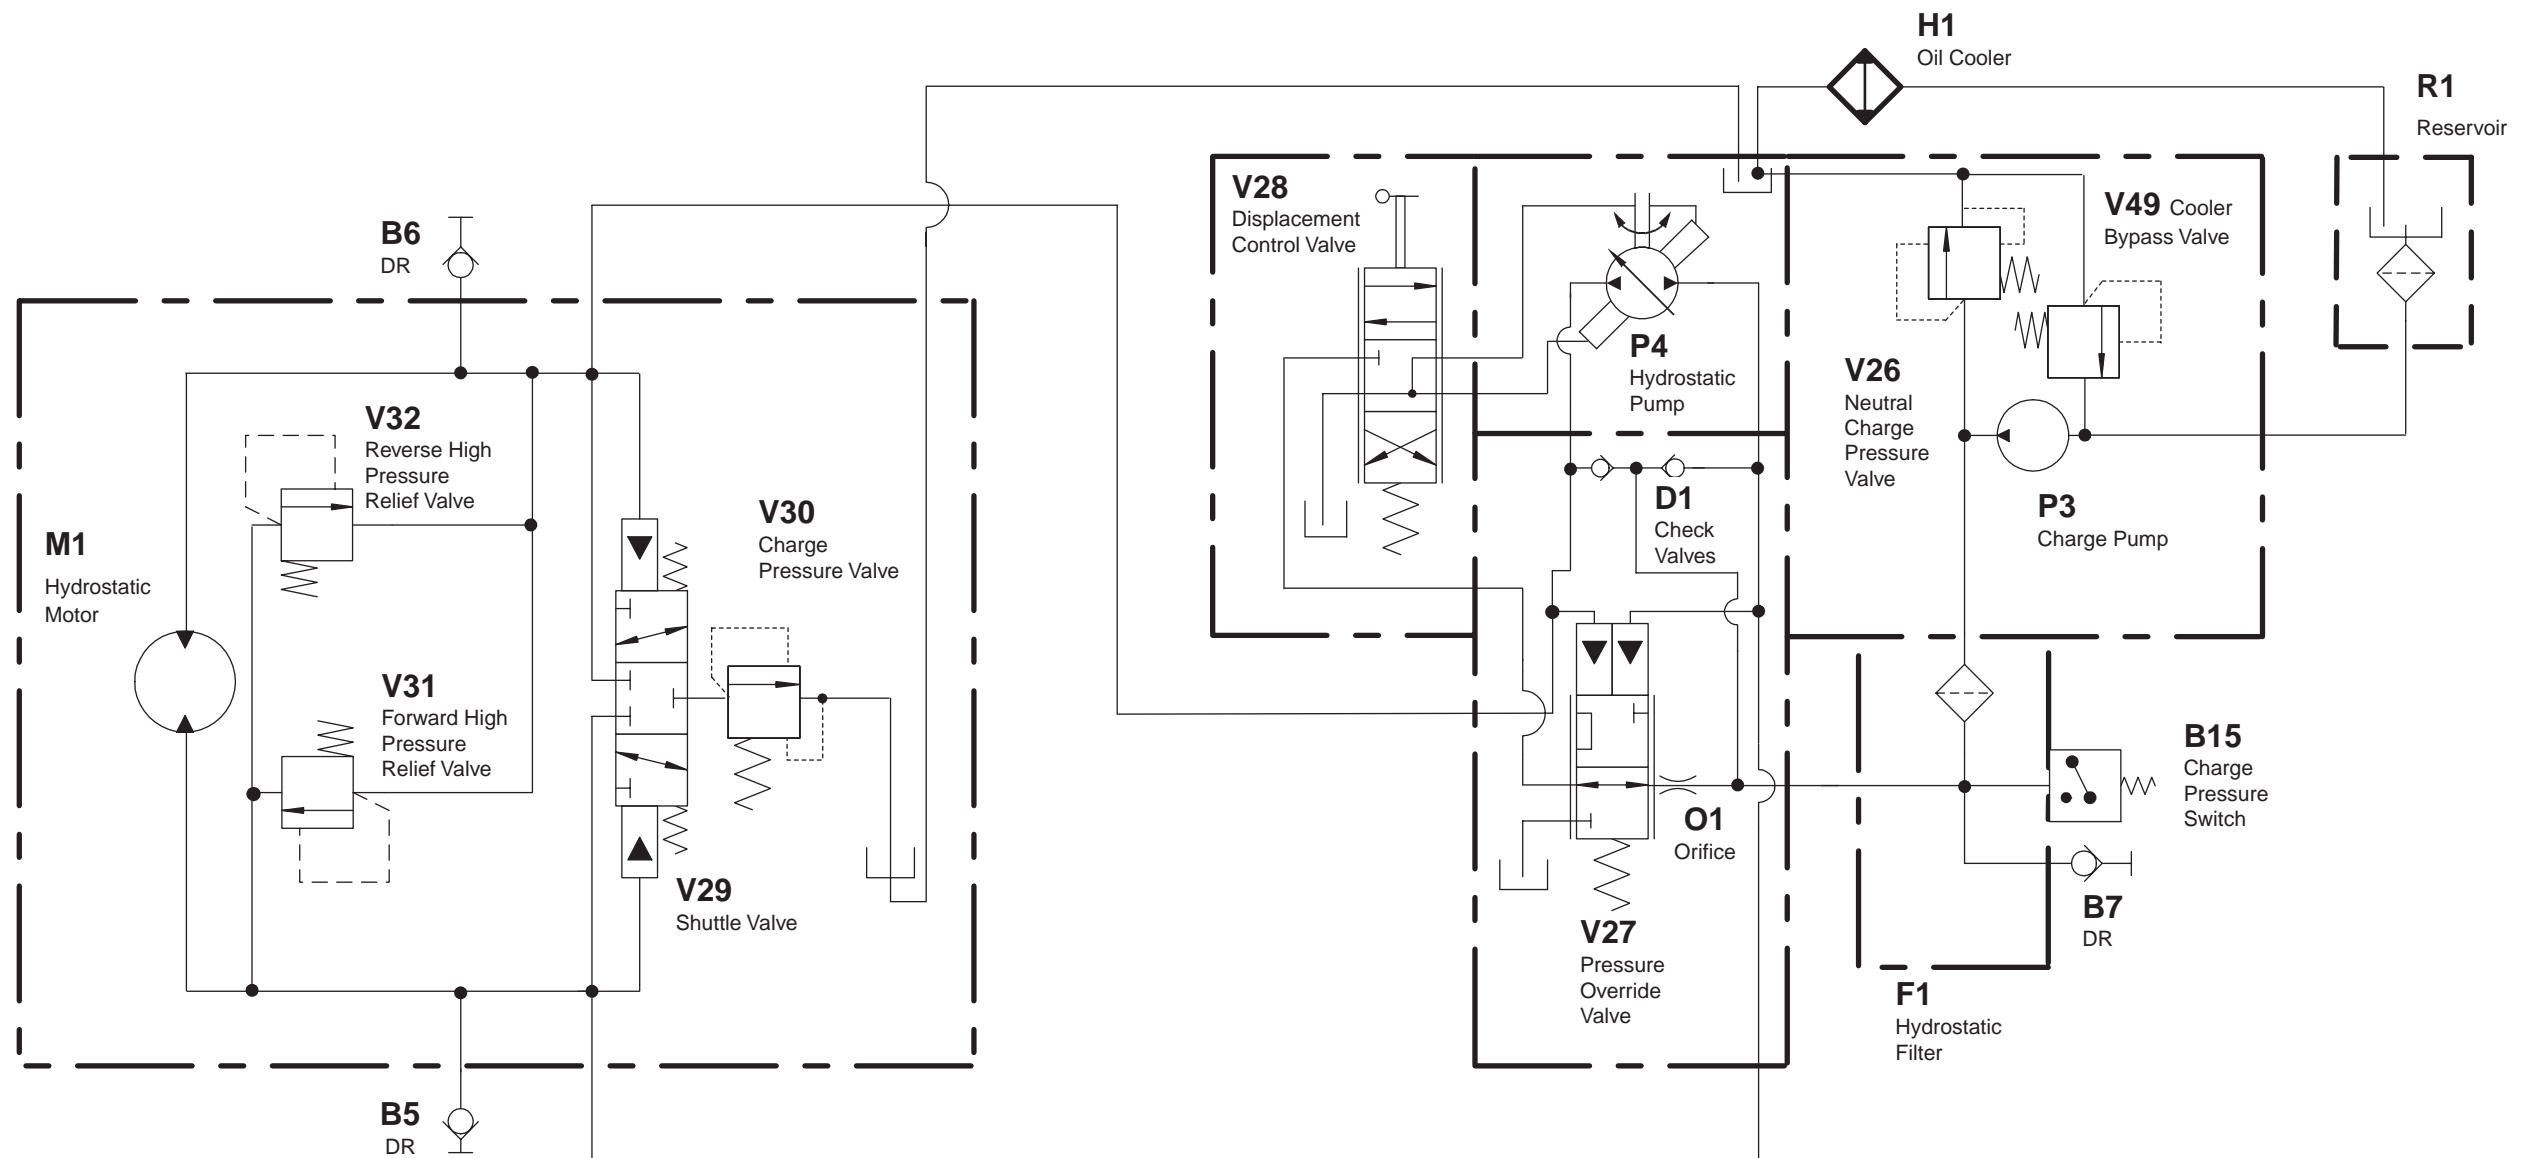 H1
Oil Cooler
R1
Reservoir
V28
Displacement
Control Valve
V49 Cooler
Bypass Valve
B6
DR
P4
Hydrostatic
Pump
V26
Neutral
Charge
Pressure
Valve
V32
Reverse High
Pressure
Relief Valve
V30
Charge
Pressure Valve
D1
Check
Valves
P3
Charge Pump
M1
Hydrostatic
Motor
V31
Forward High
Pressure
Relief Valve
B15
Charge
Pressure
Switch
O1
Orifice
V29
Shuttle Valve
V27
Pressure
Override
Valve
B7
DR
F1
Hydrostatic
Filter
B5
DR